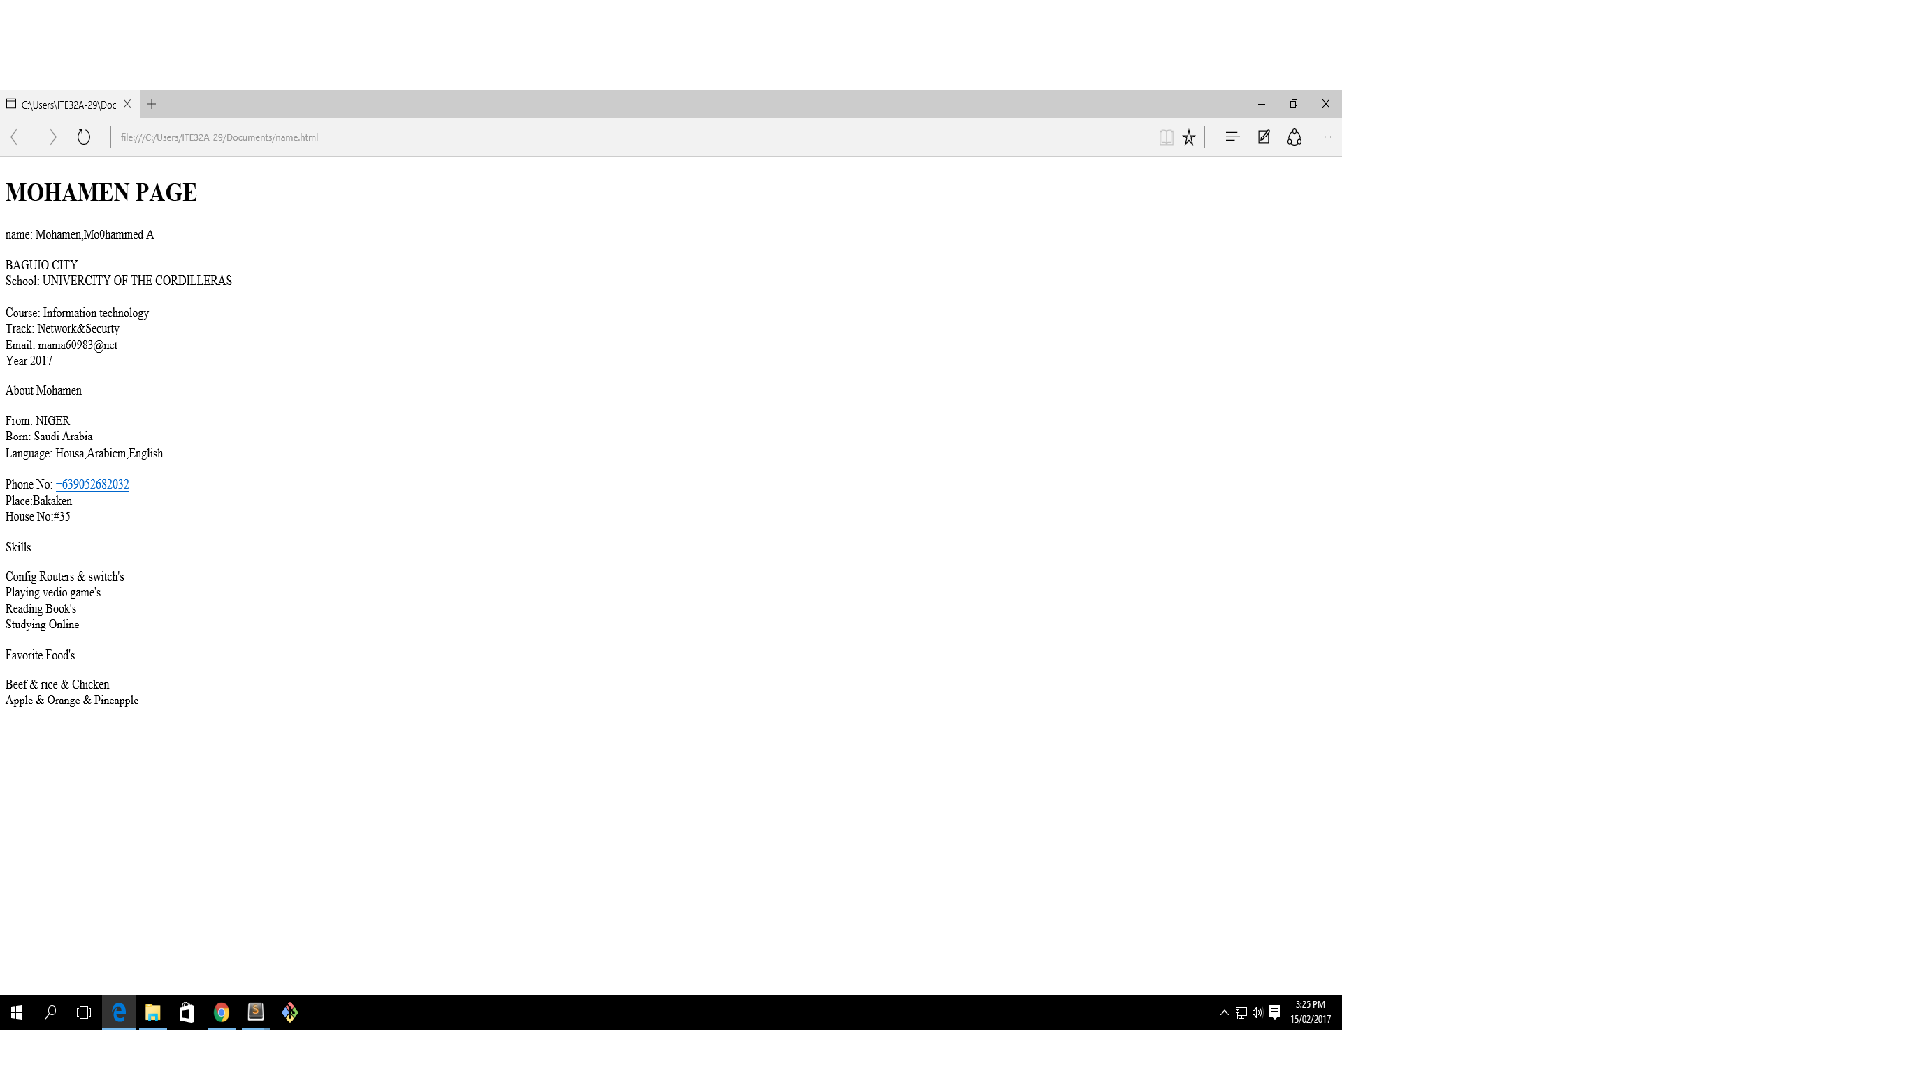 C:\Users\ITE32A-29\Doc
file:///C:/Users/ITE32A-29/Documents/name.html
MOHAMEN PAGE
name: Mohamen,Mo0hammed A
BAGUIO CITY
School: UNIVERCITY OF THE CORDILLERAS
Course: Information technology
Track: Network&Securty
Email: mama60983@net
Year 2017
About Mohamen
From: NIGER
Born: Saudi Arabia
Language: Housa,Arabicm,English
Phone No: +639052682032
Place:Bakaken
House No:#35
Skills
Config Routers & switch's
Playing vedio game's
Reading Book's
Studying Online
Favorite Food's
Beef & rice & Chicken
Apple & Orange & Pineapple
3:25 PM
15/02/2017